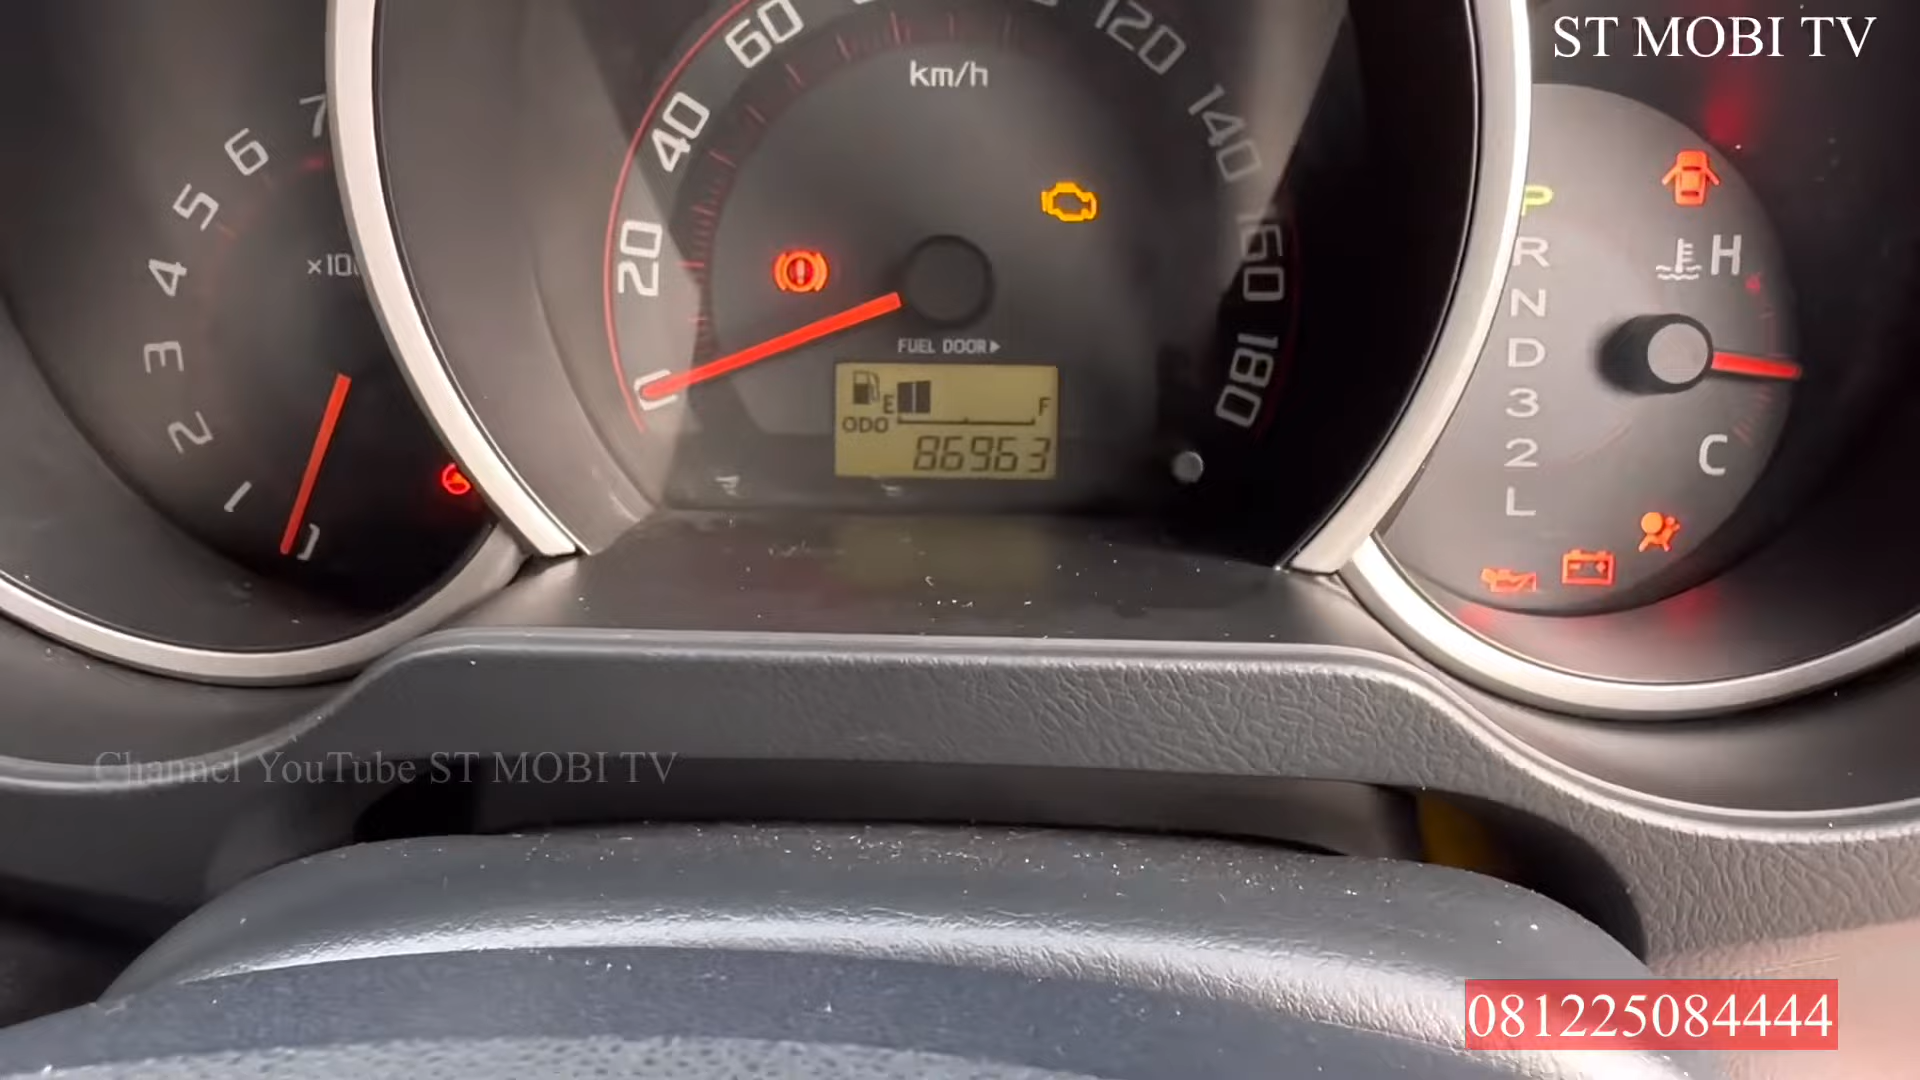 ST MOBI TV
60
120
km/h
7
40
140
6
P
5
R
H
4
×10
20
160
N
3
FUEL DOOR▶
D
0
180
E
F
3
2
ODO
86963
C
2
1
L
Channel YouTube ST MOBI TV
081225084444